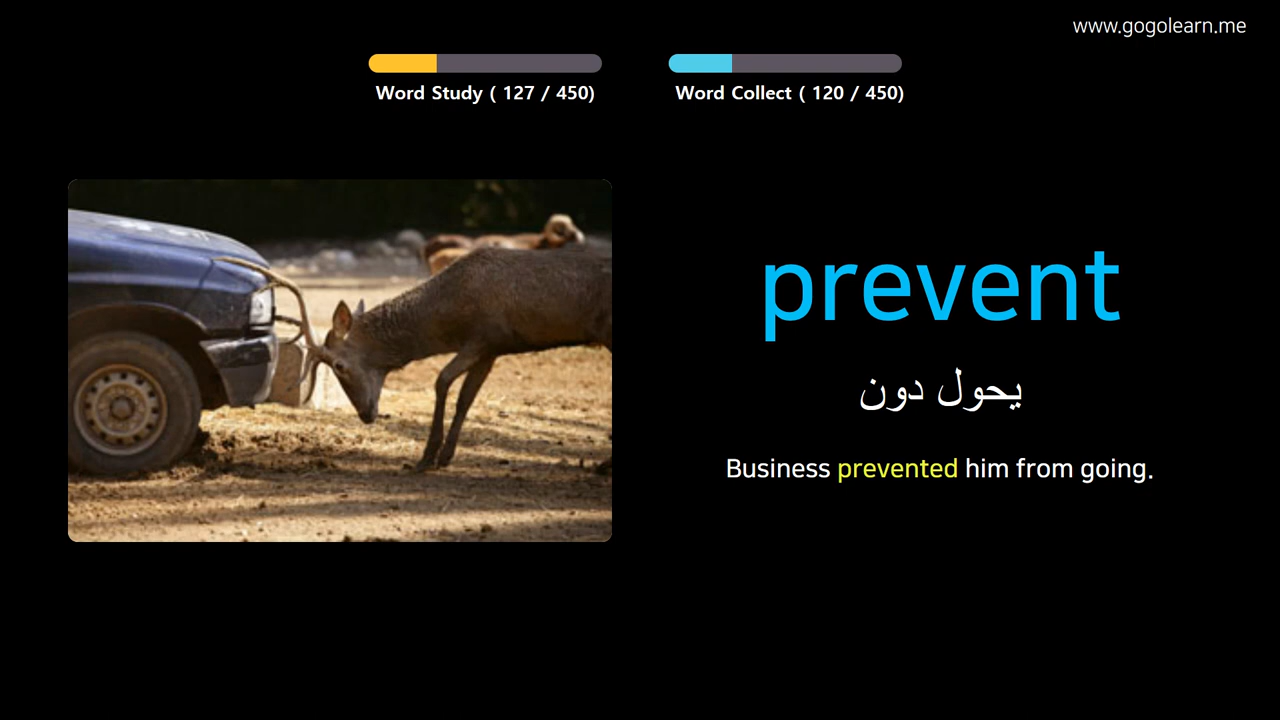 www.gogolearn.me
Word Study ( 127 / 450)
Word Collect ( 120 / 450)
prevent
يحول دون
Business prevented him from going.